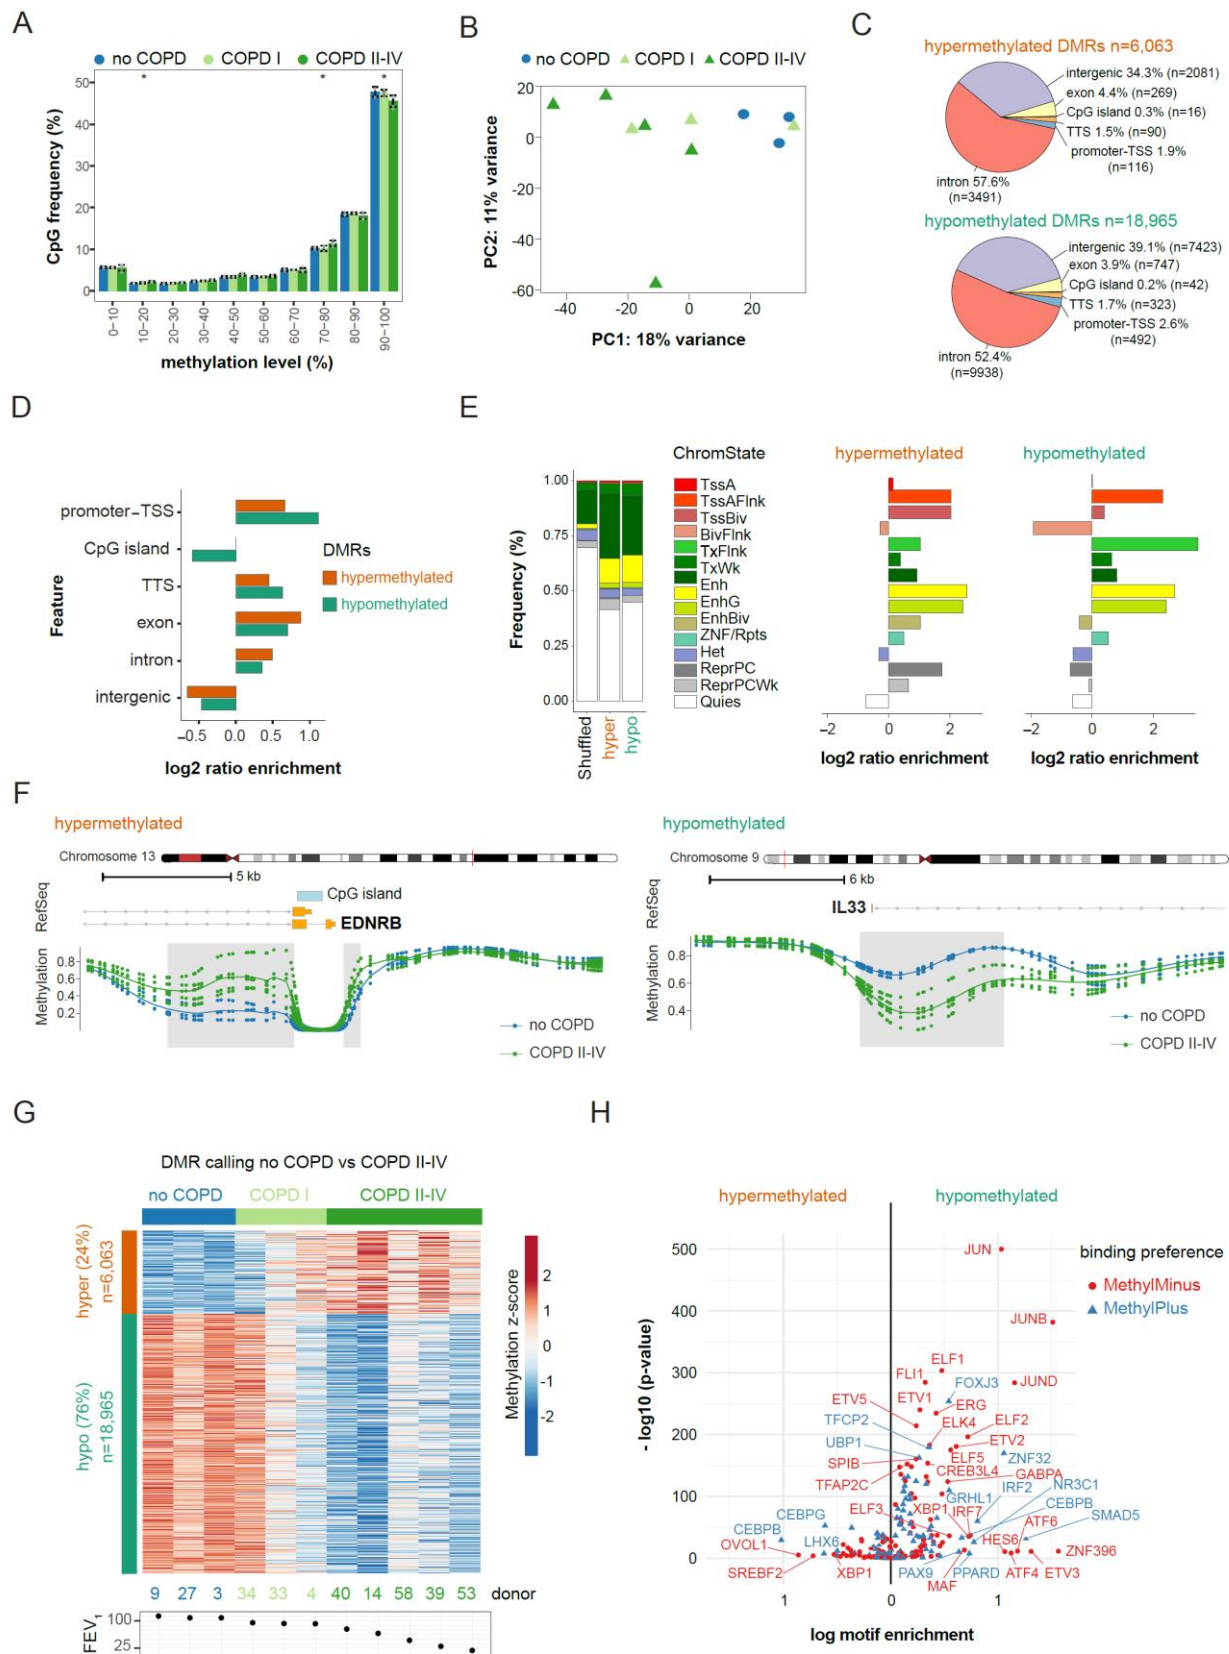 A
no COPD COPD I COPD II-IV
* * *
50
40
30
20
10
0
CpG frequency (%)
0-10
10-20
20-30
30-40
40-50
50-60
60-70
70-80
80-90
90-100
methylation level (%)
B
no COPD COPD I COPD II-IV
20
0
-20
-40
-60
PC2: 11% variance
-40 -20 0 20
PC1: 18% variance
C
hypermethylated DMRs n=6,063
intergenic 34.3% (n=2081)
exon 4.4% (n=269)
CpG island 0.3% (n=16)
TTS 1.5% (n=90)
promoter-TSS 1.9%
(n=116)
intron 57.6%
(n=3491)
hypomethylated DMRs n=18,965
intergenic 39.1% (n=7423)
exon 3.9% (n=747)
CpG island 0.2% (n=42)
TTS 1.7% (n=323)
promoter-TSS 2.6%
(n=492)
intron 52.4%
(n=9938)
D
Feature
promoter-TSS
CpG island
TTS
exon
intron
intergenic
-0.5 0.0 0.5 1.0
log2 ratio enrichment
DMRs
hypermethylated
hypomethylated
E
Frequency (%)
1.00
0.75
0.50
0.25
0.00
Shuffled
hyper
hypo
ChromState
TssA
TssAFlnk
TssBiv
BivFlnk
TxFlnk
TxWk
Enh
EnhG
EnhBiv
ZNF/Rpts
Het
ReprPC
ReprPCWk
Quies
hypermethylated
-2 0 2
log2 ratio enrichment
hypomethylated
-2 0 2
log2 ratio enrichment
F
hypermethylated
Chromosome 13
5 kb
CpG island
RefSeq
EDNRB
Methylation
0.8
0.6
0.4
0.2
no COPD
COPD II-IV
hypomethylated
Chromosome 9
6 kb
RefSeq
IL33
Methylation
0.8
0.6
0.4
no COPD
COPD II-IV
G
DMR calling no COPD vs COPD II-IV
no COPD COPD I COPD II-IV
hyper (24%)
n=6,063
hypo (76%)
n=18,965
Methylation z-score
2
1
0
-1
-2
9 27 3 34 33 4 40 14 58 39 53 donor
FEV1
100
25
H
hypermethylated hypomethylated
- log10 (p-value)
500
400
300
200
100
0
binding preference
MethylMinus
MethylPlus
JUN
JUNB
ELF1
FLI1
FOXJ3
JUND
ETV1
ERG
ETV5
TFCP2
ELK4
ELF2
UBP1
ETV2
SPIB
ELF5
ZNF32
CREB3L4
TFAP2C
GABPA
GRHL1
IRF2
NR3C1
ELF3
XBP1
IRF7
CEBPB
CEBPG
ATF6
SMAD5
CEBPB
HES6
OVOL1
LHX6
ZNF396
SREBF2
XBP1
PAX9
MAF
PPARD
ATF4
ETV3
1 0 1
log motif enrichment